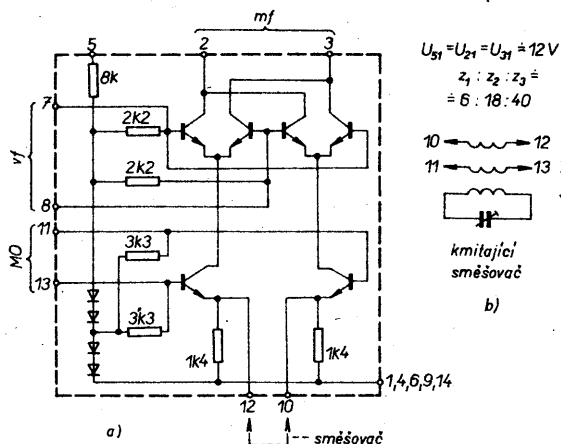 mf
5
2
3
8k
7
2k2
vf
2k2
8
11
MO
3k3
13
3k3
1k4
1k4
1,4,6,9,14
12
10
a)
-- směšovač
U51=U21=U31≐12V
z1 : z2 : z3 ≐
≐ 6 : 18 : 40
10
12
11
13
kmitající
směšovač
b)